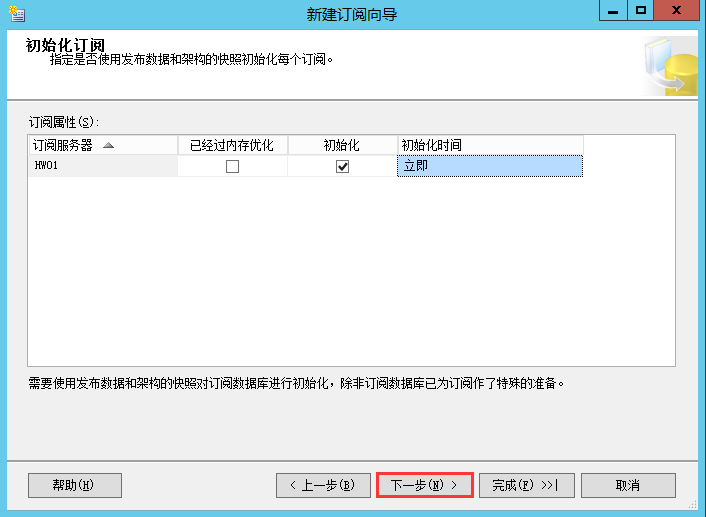 新建订阅向导
初始化订阅
指定是否使用发布数据和架构的快照初始化每个订阅。
订阅属性(S):
订阅服务器 已经过内存优化 初始化 初始化时间
HW01 立即
需要使用发布数据和架构的快照对订阅数据库进行初始化，除非订阅数据库已为订阅作了特殊的准备。
帮助(H) < 上一步(B) 下一步(N) > 完成(F) >>| 取消